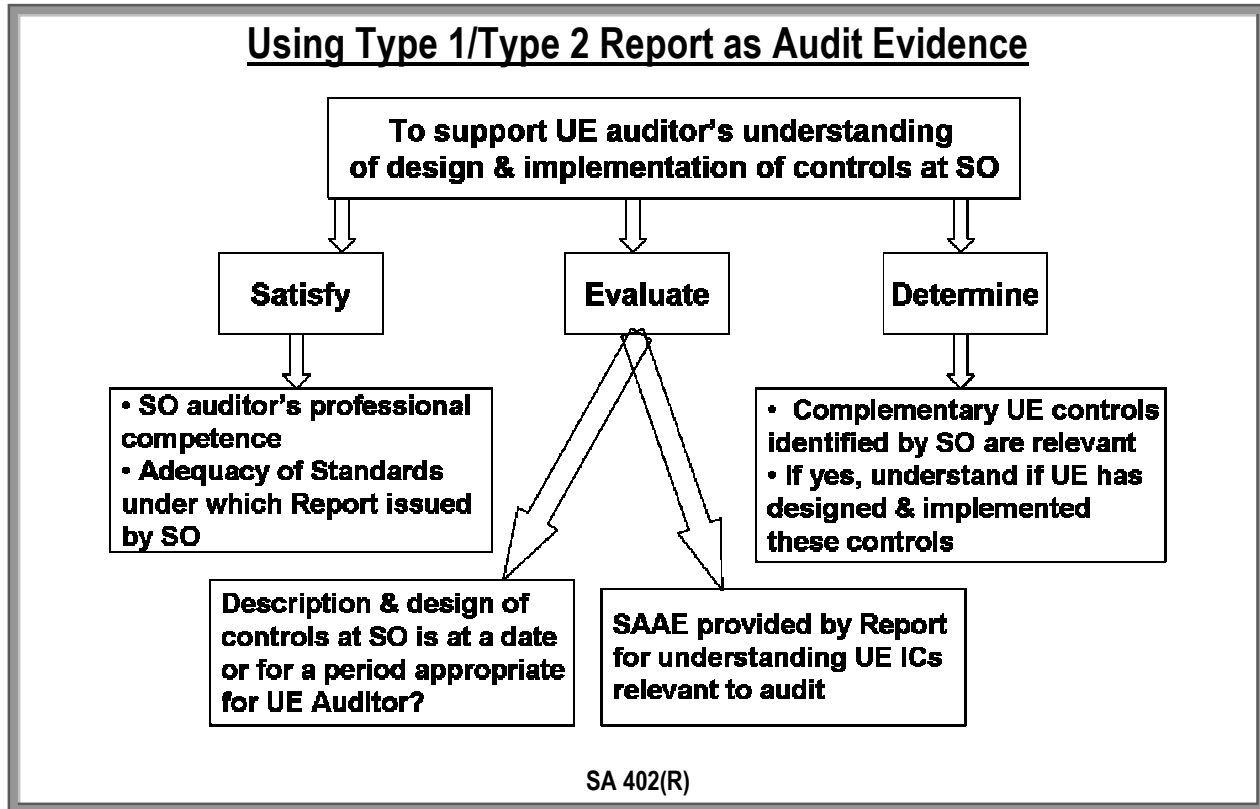 Using Type 1/Type 2 Report as Audit Evidence
To support UE auditor's understanding
of design & implementation of controls at SO
Satisfy
Evaluate
Determine
• SO auditor's professional
competence
• Adequacy of Standards
under which Report issued
by SO
• Complementary UE controls
identified by SO are relevant
• If yes, understand if UE has
designed & implemented
these controls
Description & design of
controls at SO is at a date
or for a period appropriate
for UE Auditor?
SAAE provided by Report
for understanding UE ICs
relevant to audit
SA 402(R)